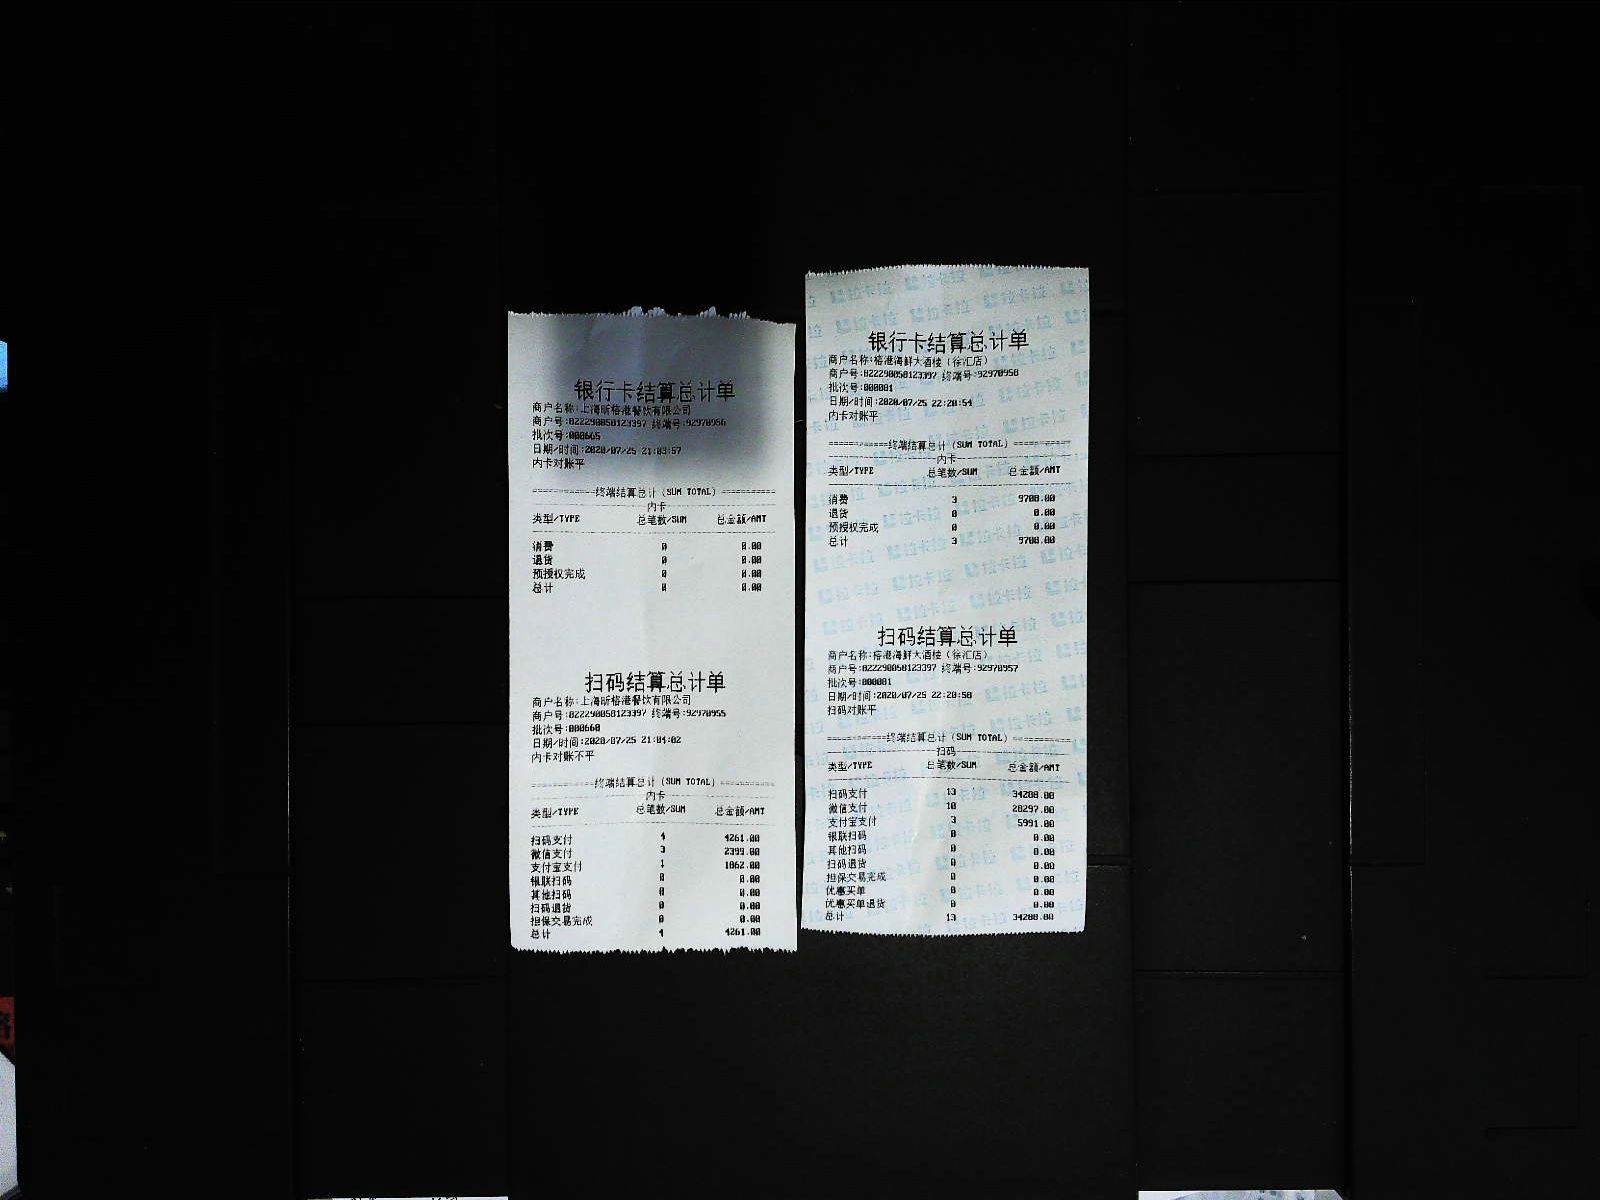 银行卡结算总计单
商户名称:上海昕榕港餐饮有限公司
商户号:822290058123397 终端号:92970956
批次号:000665
日期/时间:2020/07/25 21:03:57
内卡对账平
===========终端结算总计(SUM TOTAL)==========
内卡
类型/TYPE 总笔数/SUM 总金额/AMT
消费 0 0.00
退货 0 0.00
预授权完成 0 0.00
总计 0 0.00
扫码结算总计单
商户名称:上海昕榕港餐饮有限公司
商户号:822290058123397 终端号:92970955
批次号:000660
日期/时间:2020/07/25 21:04:02
内卡对账不平
===========终端结算总计(SUM TOTAL)==========
内卡
类型/TYPE 总笔数/SUM 总金额/AMT
扫码支付 4 4261.00
微信支付 3 2399.00
支付宝支付 1 1862.00
银联扫码 0 0.00
其他扫码 0 0.00
扫码退货 0 0.00
担保交易完成 0 0.00
总计 4 4261.00
银行卡结算总计单
商户名称:榕港海鲜大酒楼(徐汇店)
商户号:822290058123397 终端号:92970958
批次号:000001
日期/时间:2020/07/25 22:20:54
内卡对账平
===========终端结算总计(SUM TOTAL)==========
内卡
类型/TYPE 总笔数/SUM 总金额/AMT
消费 3 9708.00
退货 0 0.00
预授权完成 0 0.00
总计 3 9708.00
扫码结算总计单
商户名称:榕港海鲜大酒楼(徐汇店)
商户号:822290058123397 终端号:92970957
批次号:000001
日期/时间:2020/07/25 22:20:58
扫码对账平
===========终端结算总计(SUM TOTAL)==========
扫码
类型/TYPE 总笔数/SUM 总金额/AMT
扫码支付 13 34288.00
微信支付 10 28297.00
支付宝支付 3 5991.00
银联扫码 0 0.00
其他扫码 0 0.00
扫码退货 0 0.00
担保交易完成 0 0.00
优惠买单 0 0.00
优惠买单退货 0 0.00
总计 13 34288.00
拉卡拉